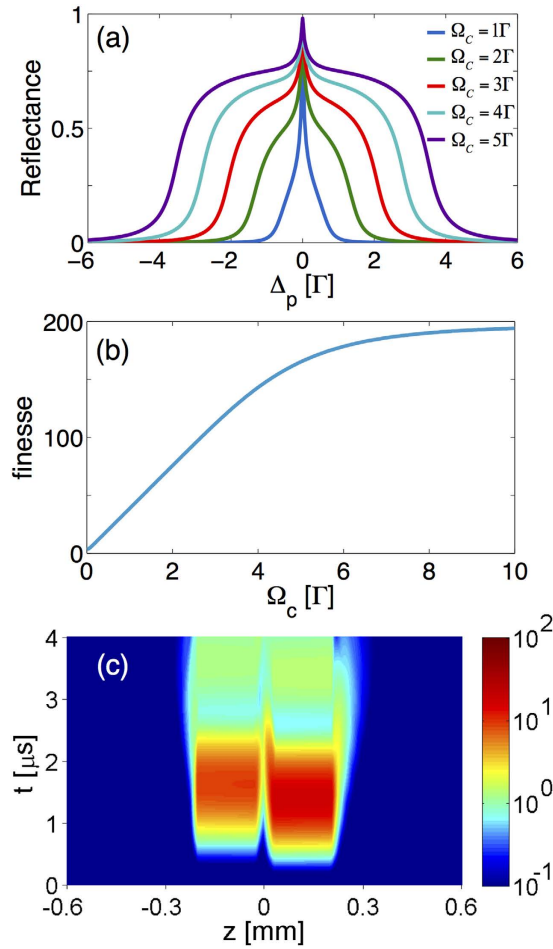 (a)
Reflectance
1
0.5
0
Ω_C = 1Γ
Ω_C = 2Γ
Ω_C = 3Γ
Ω_C = 4Γ
Ω_C = 5Γ
−6 −4 −2 0 2 4 6
Δ_p [Γ]
(b)
finesse
200
100
0
0 2 4 6 8 10
Ω_c [Γ]
(c)
t [μs]
4
3
2
1
0
-0.6 -0.3 0 0.3 0.6
z [mm]
10^2
10^1
10^0
10^-1